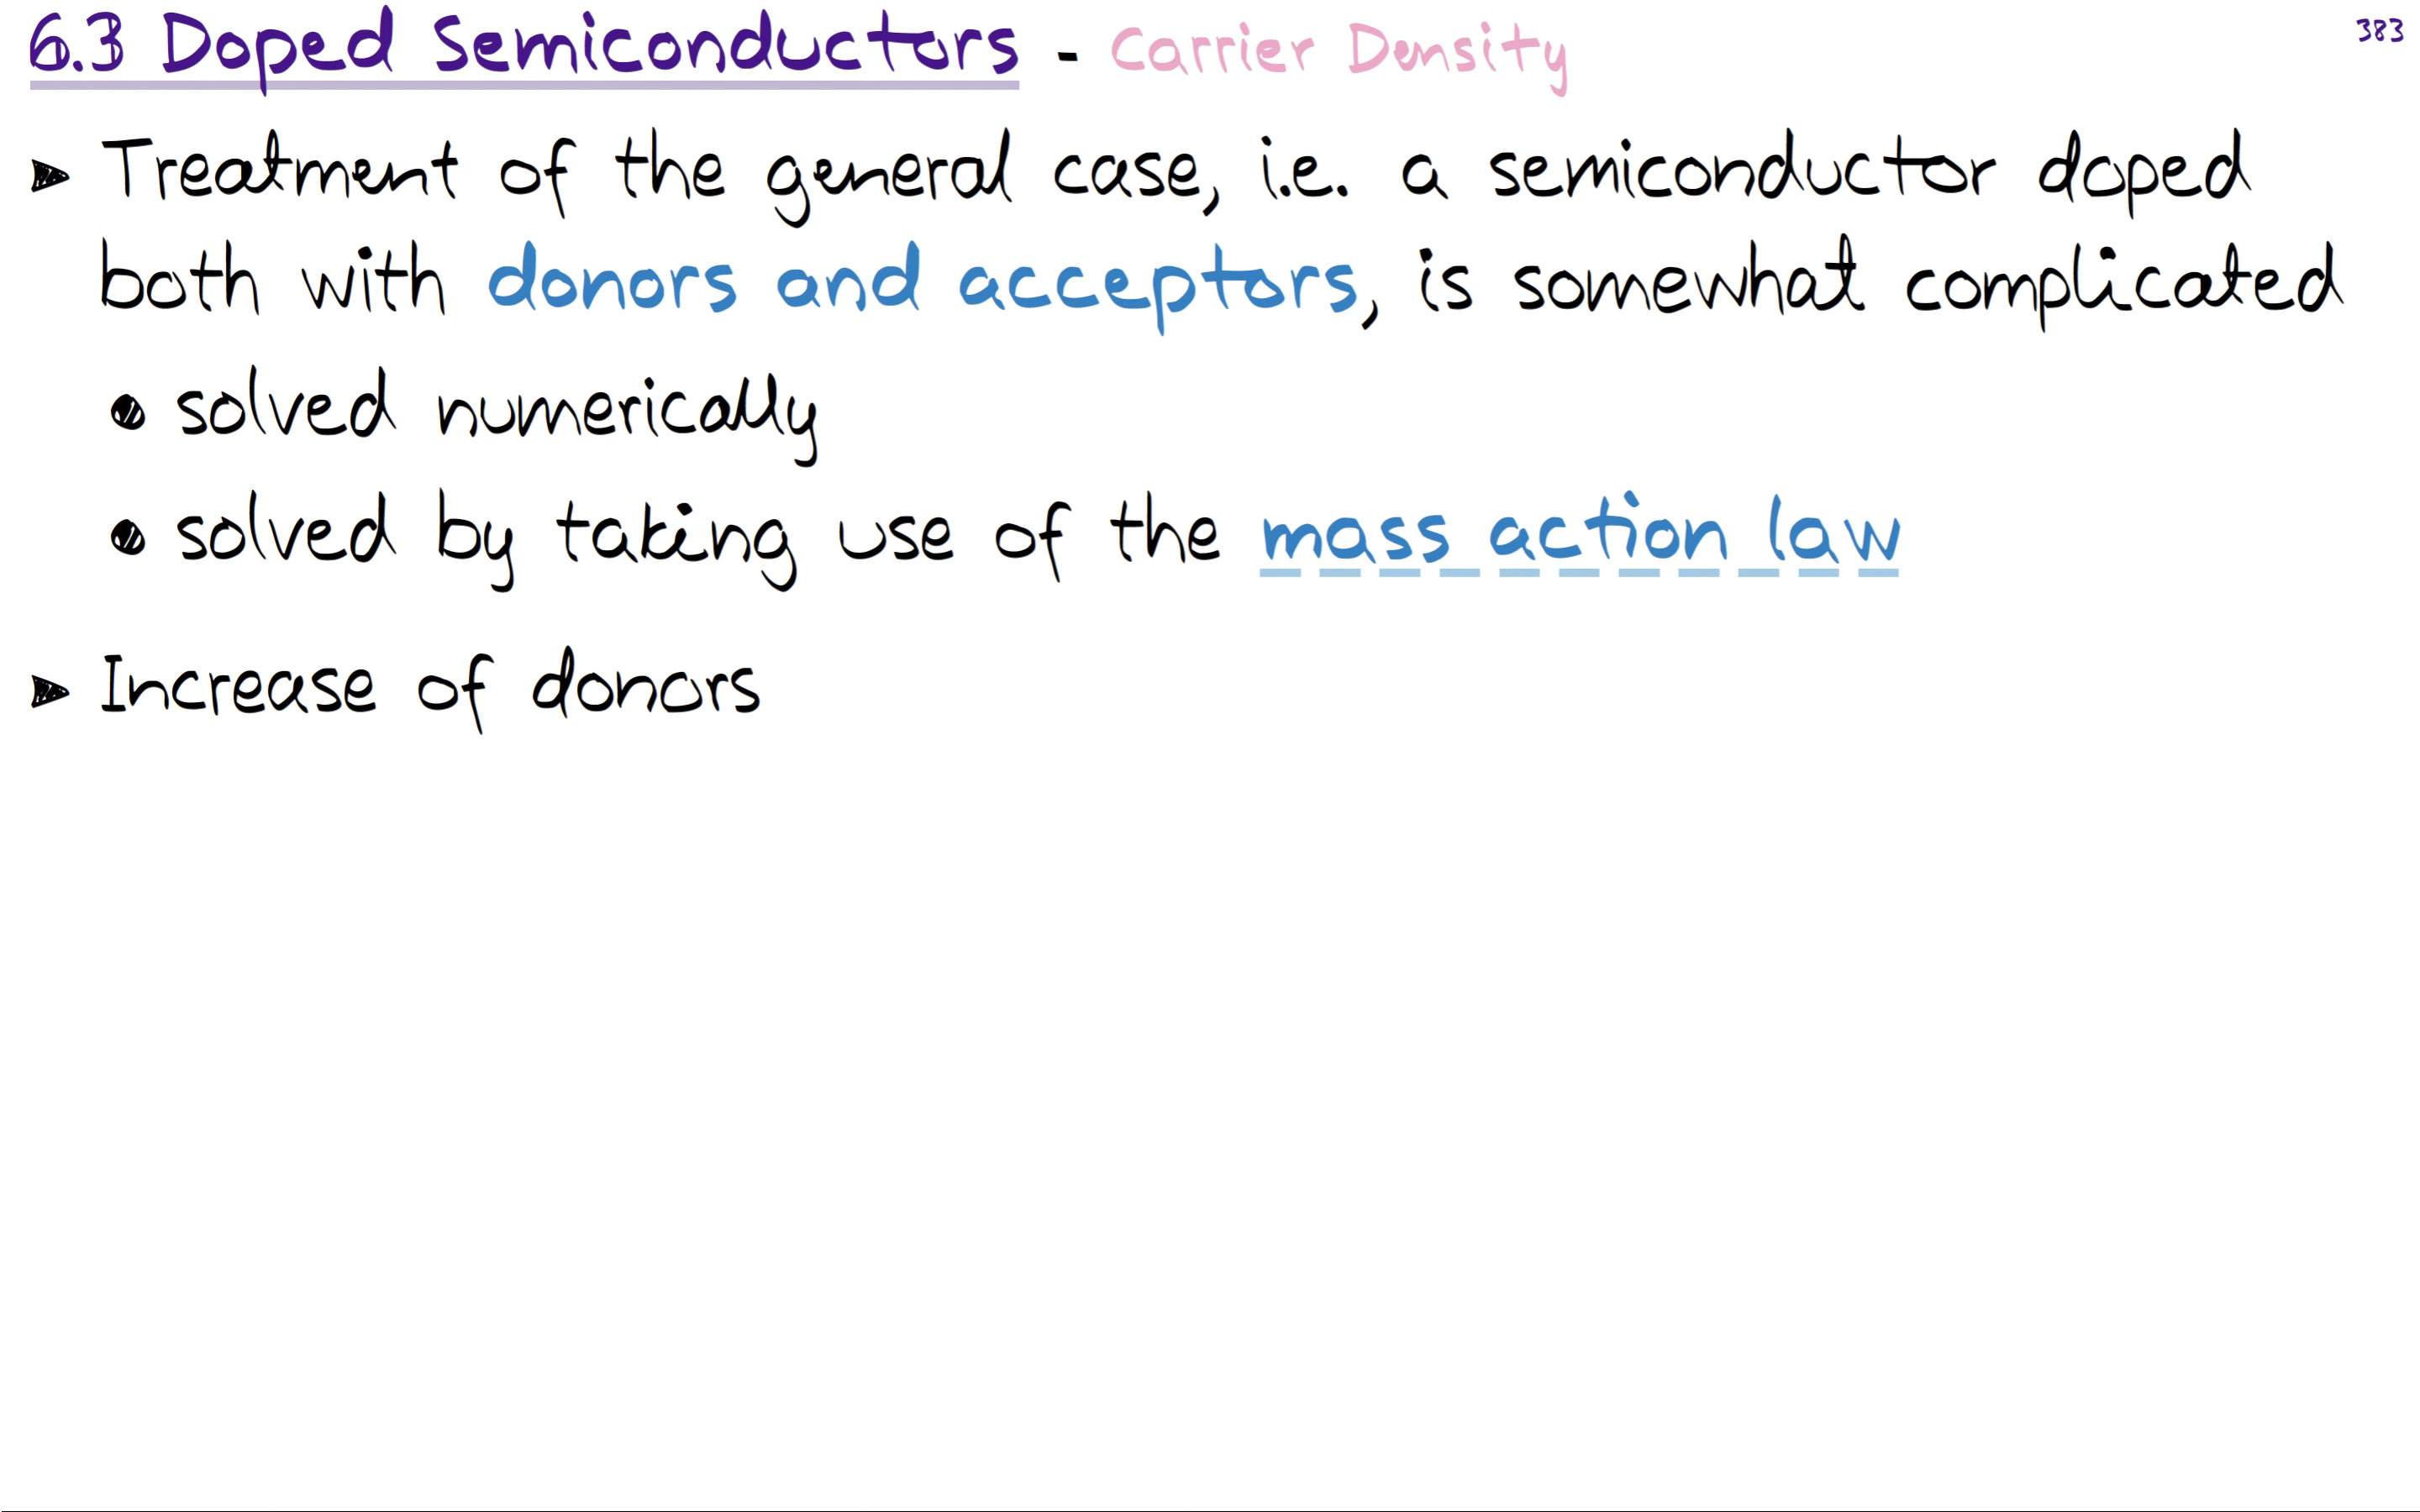 6.3 Doped Semiconductors - Carrier Density
383
Treatment of the general case, i.e. a semiconductor doped
both with donors and acceptors, is somewhat complicated
solved numerically
solved by taking use of the mass action law
Increase of donors